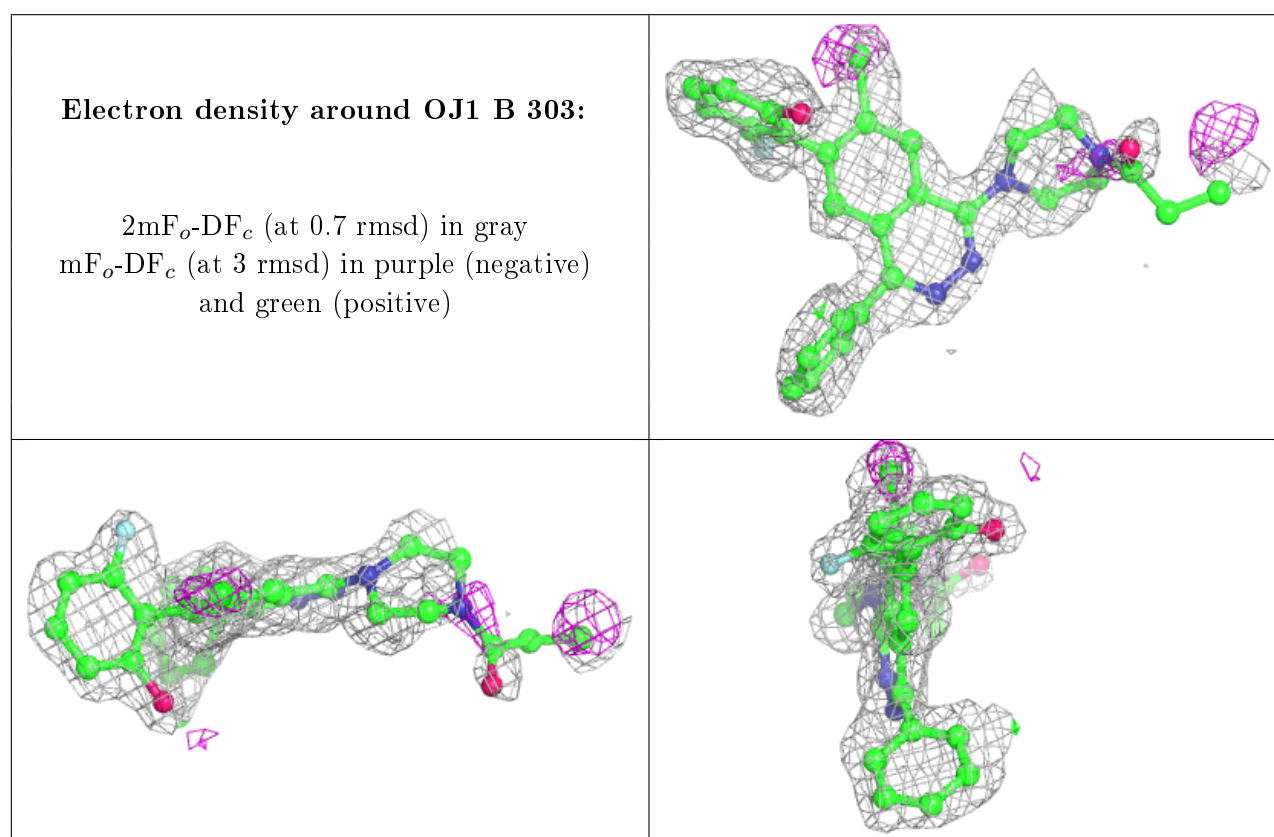 Electron density around OJ1 B 303:
2mFo-DFc (at 0.7 rmsd) in gray
mFo-DFc (at 3 rmsd) in purple (negative)
and green (positive)